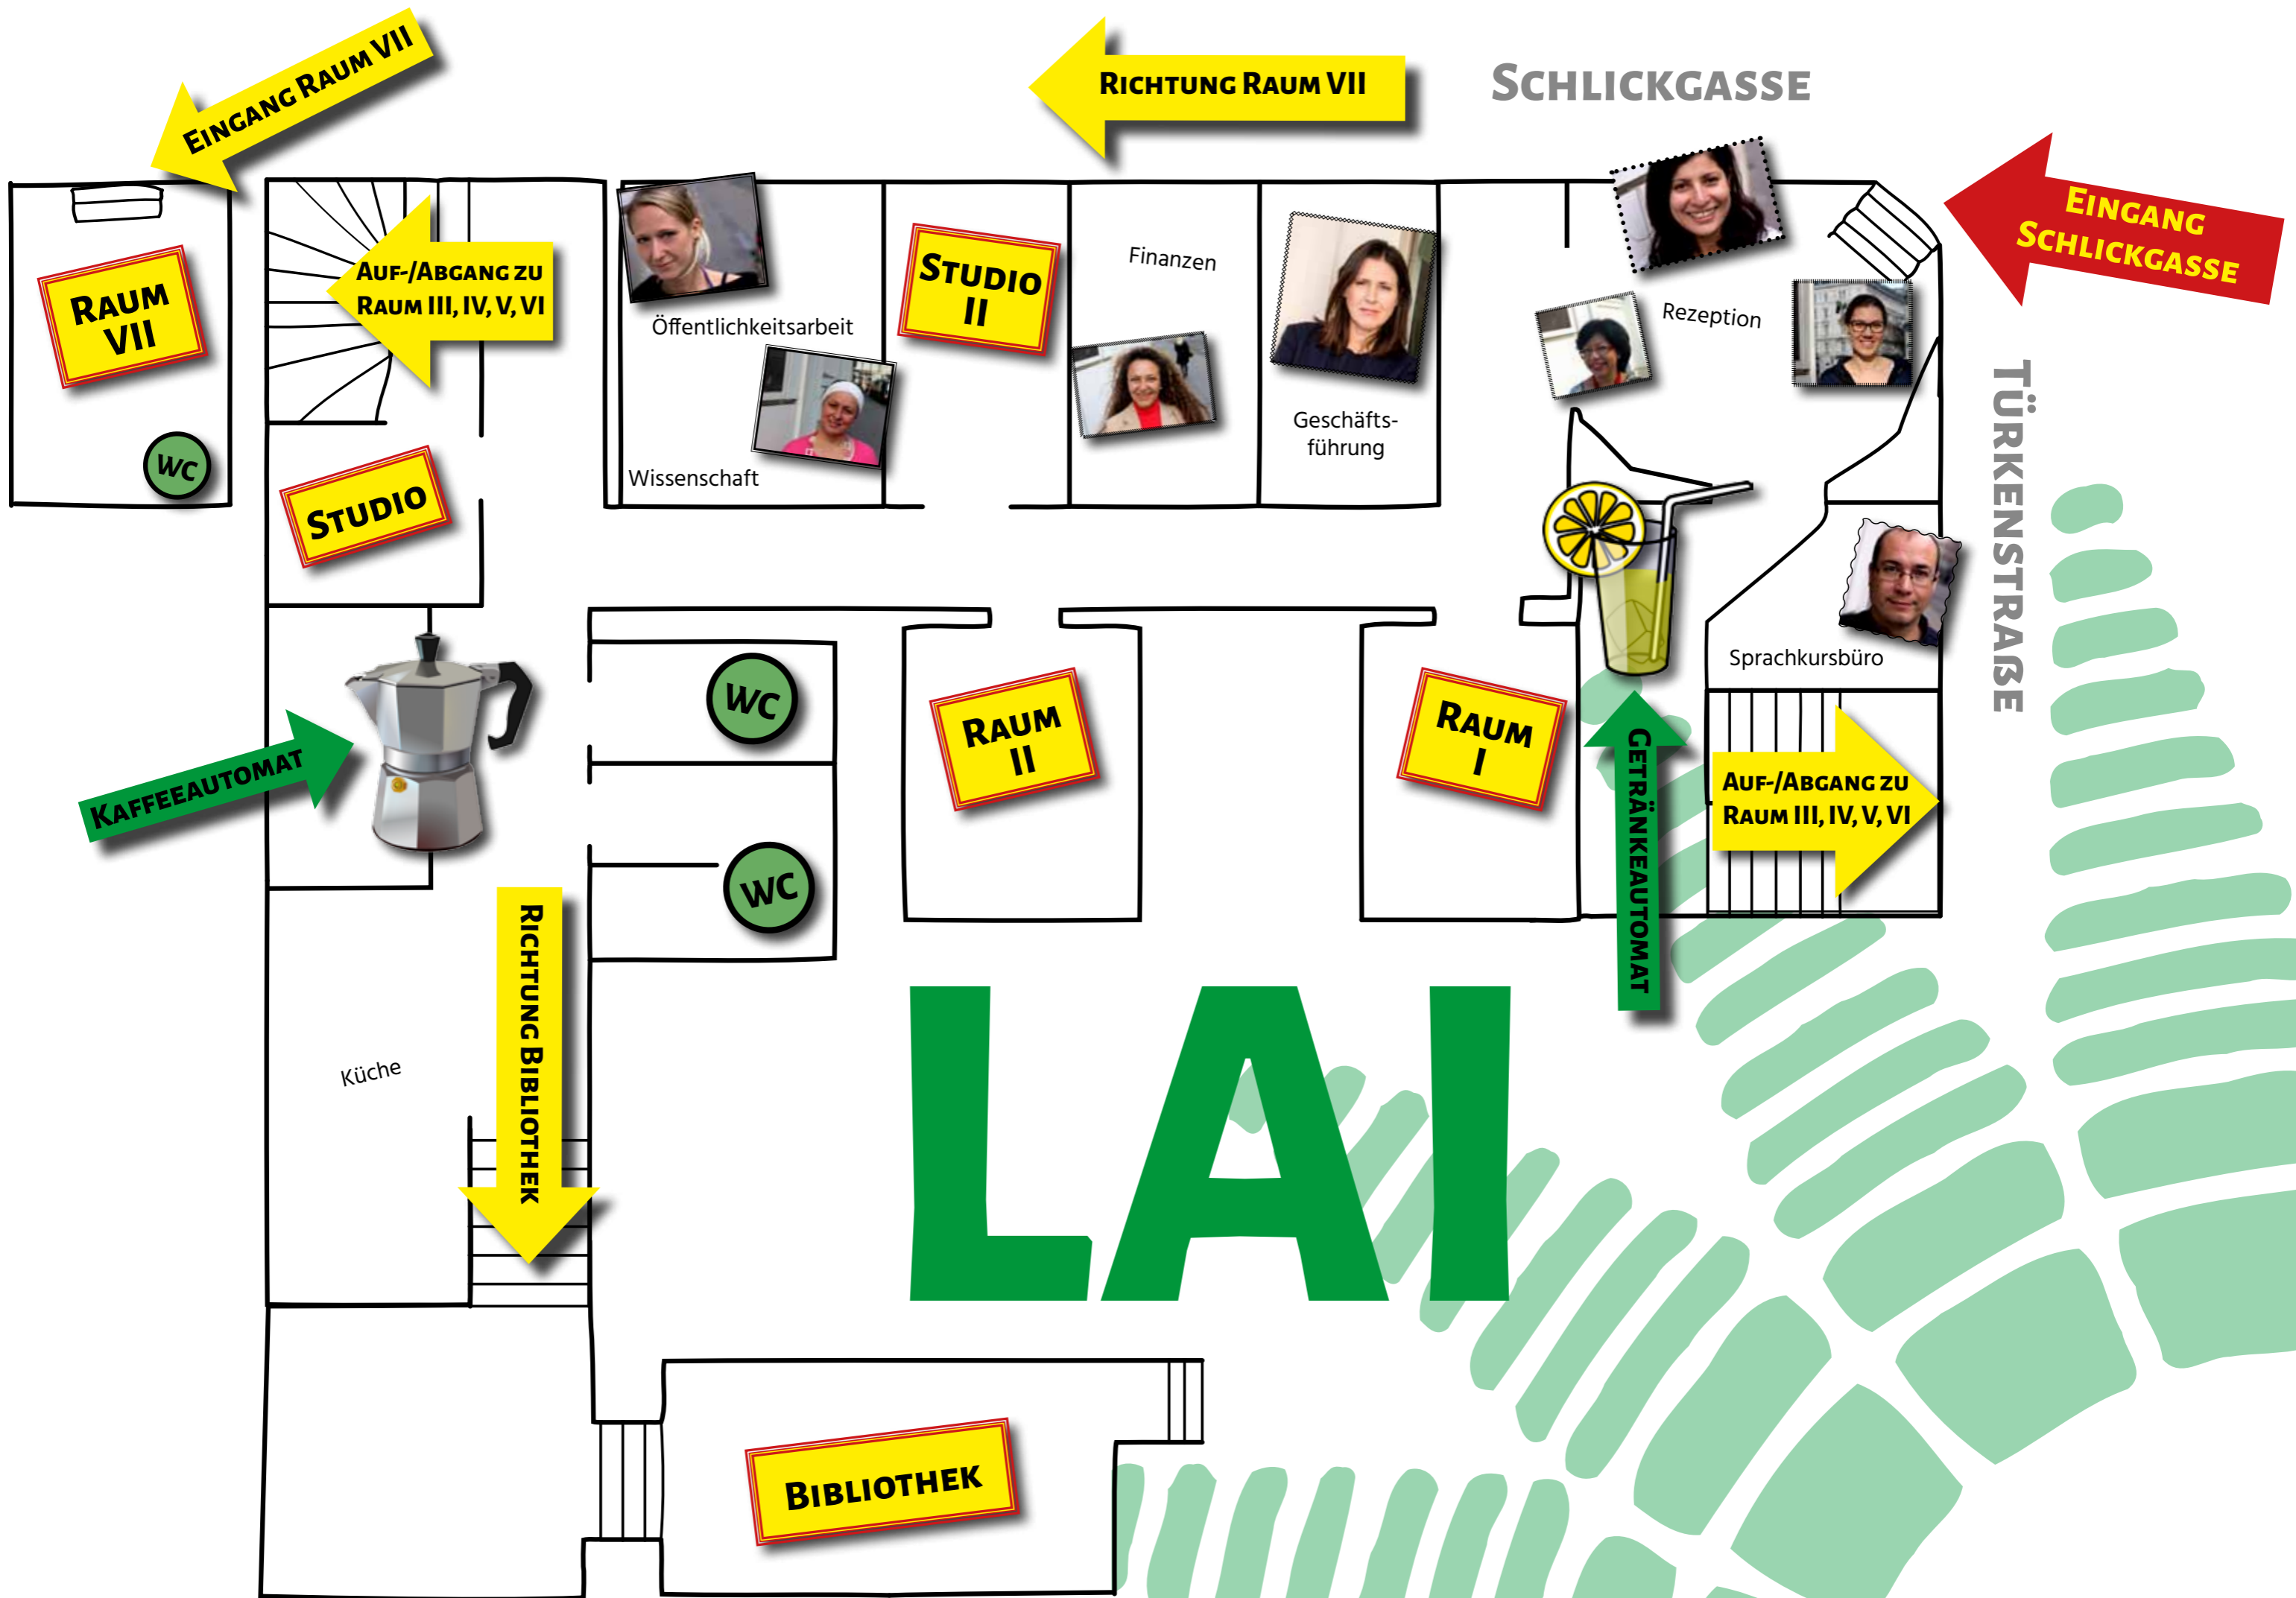 Eingang Raum VII
Richtung Raum VII
Schlickgasse
Eingang
Schlickgasse
Raum
VII
WC
Auf-/Abgang zu
Raum III, IV, V, VI
Studio
Öffentlichkeitsarbeit
Wissenschaft
Studio
II
Finanzen
Geschäfts-
führung
Rezeption
Türkenstraße
Sprachkursbüro
Kaffeeautomat
WC
WC
Raum
II
Raum
I
Getränkeautomat
Auf-/Abgang zu
Raum III, IV, V, VI
Richtung Bibliothek
Küche
LAI
Bibliothek